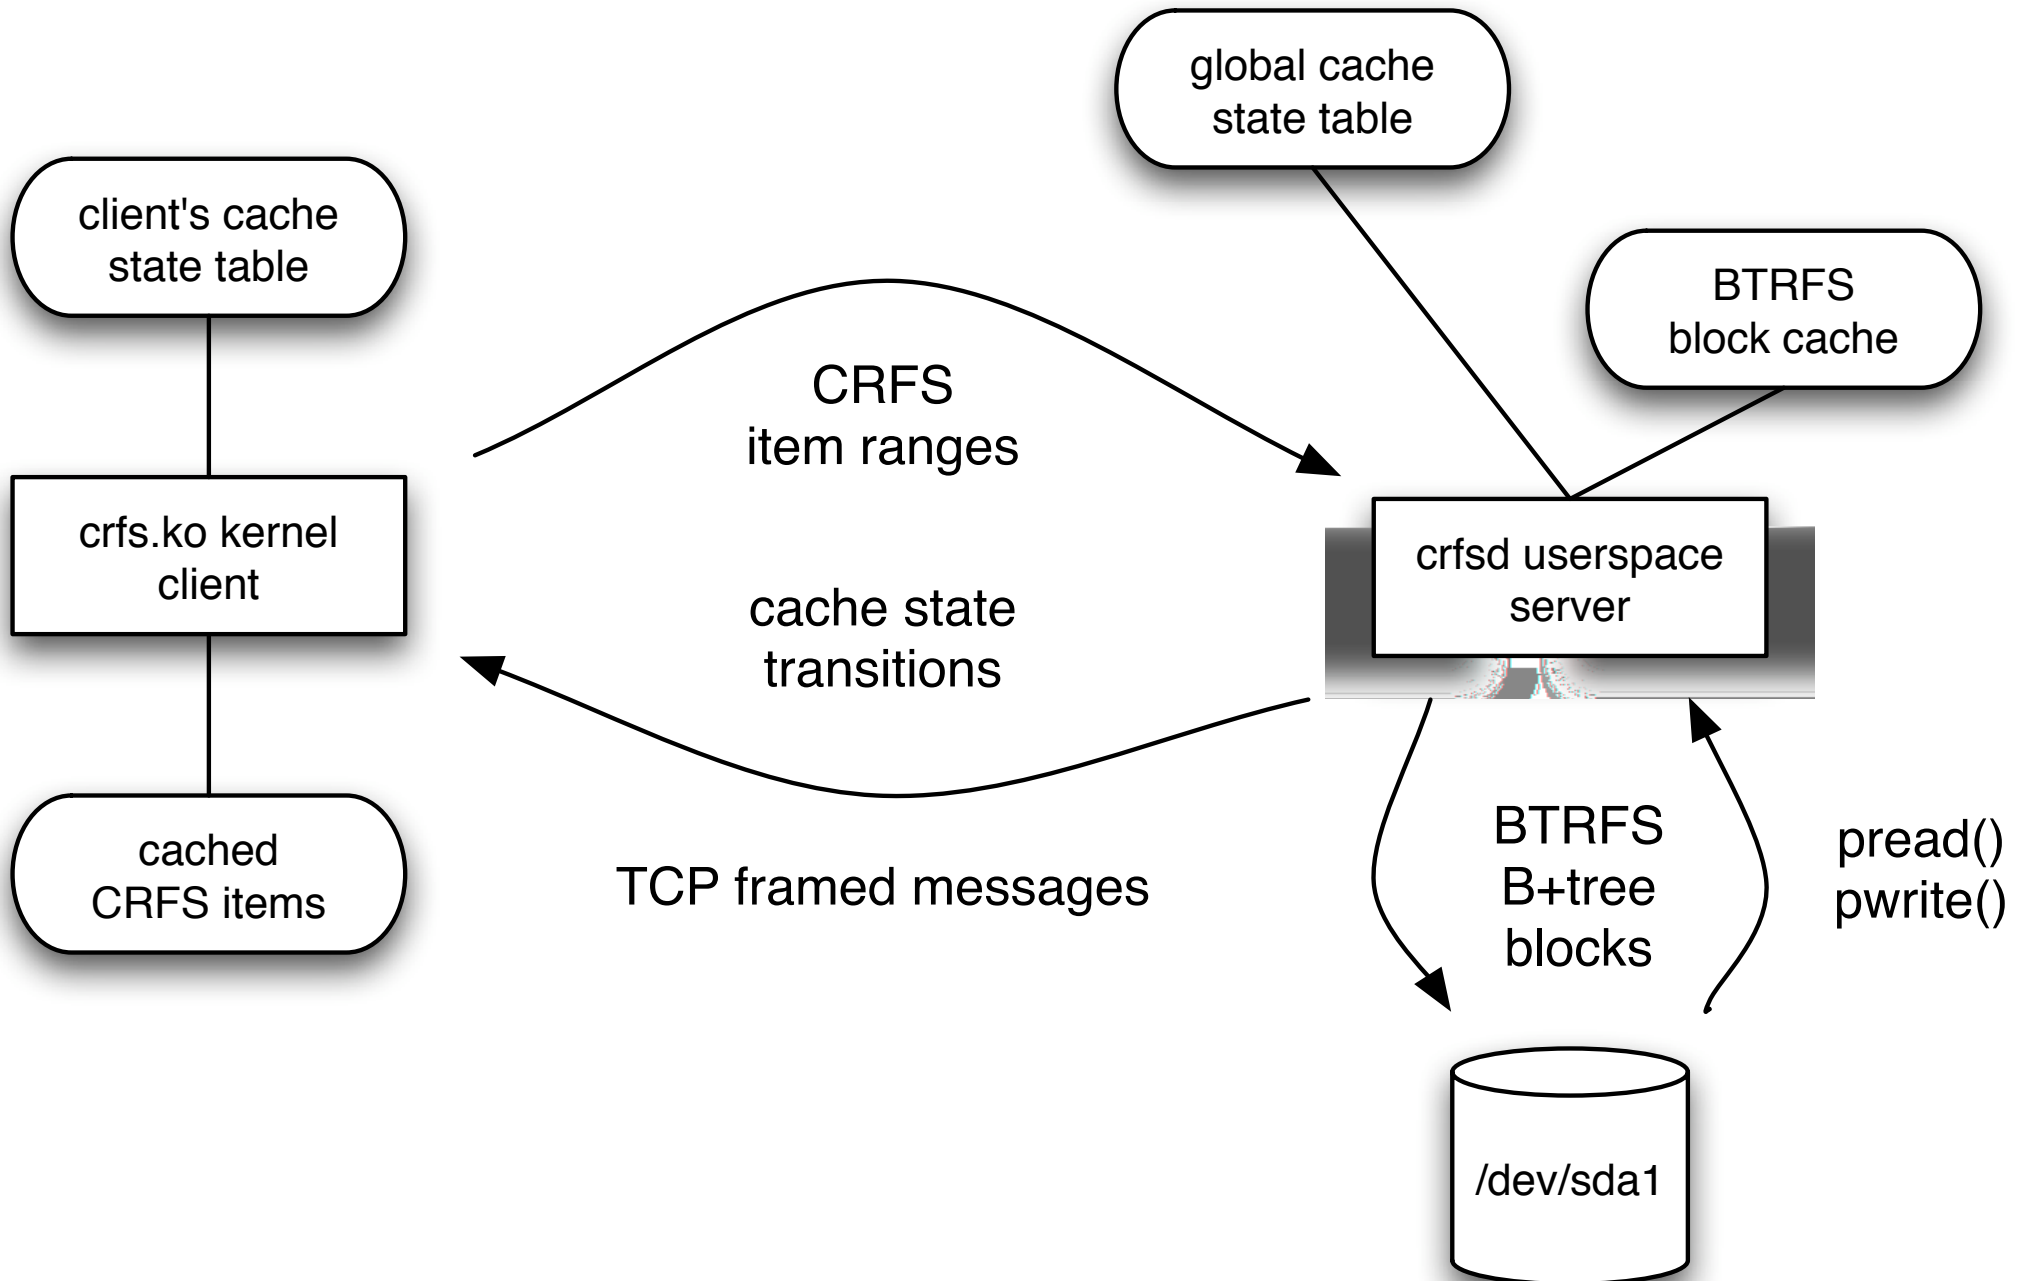 global cache
state table
client's cache
state table
BTRFS
block cache
CRFS
item ranges
crfs.ko kernel
client
crfsd userspace
server
cache state
transitions
cached
CRFS items
TCP framed messages
BTRFS
B+tree
blocks
pread()
pwrite()
/dev/sda1